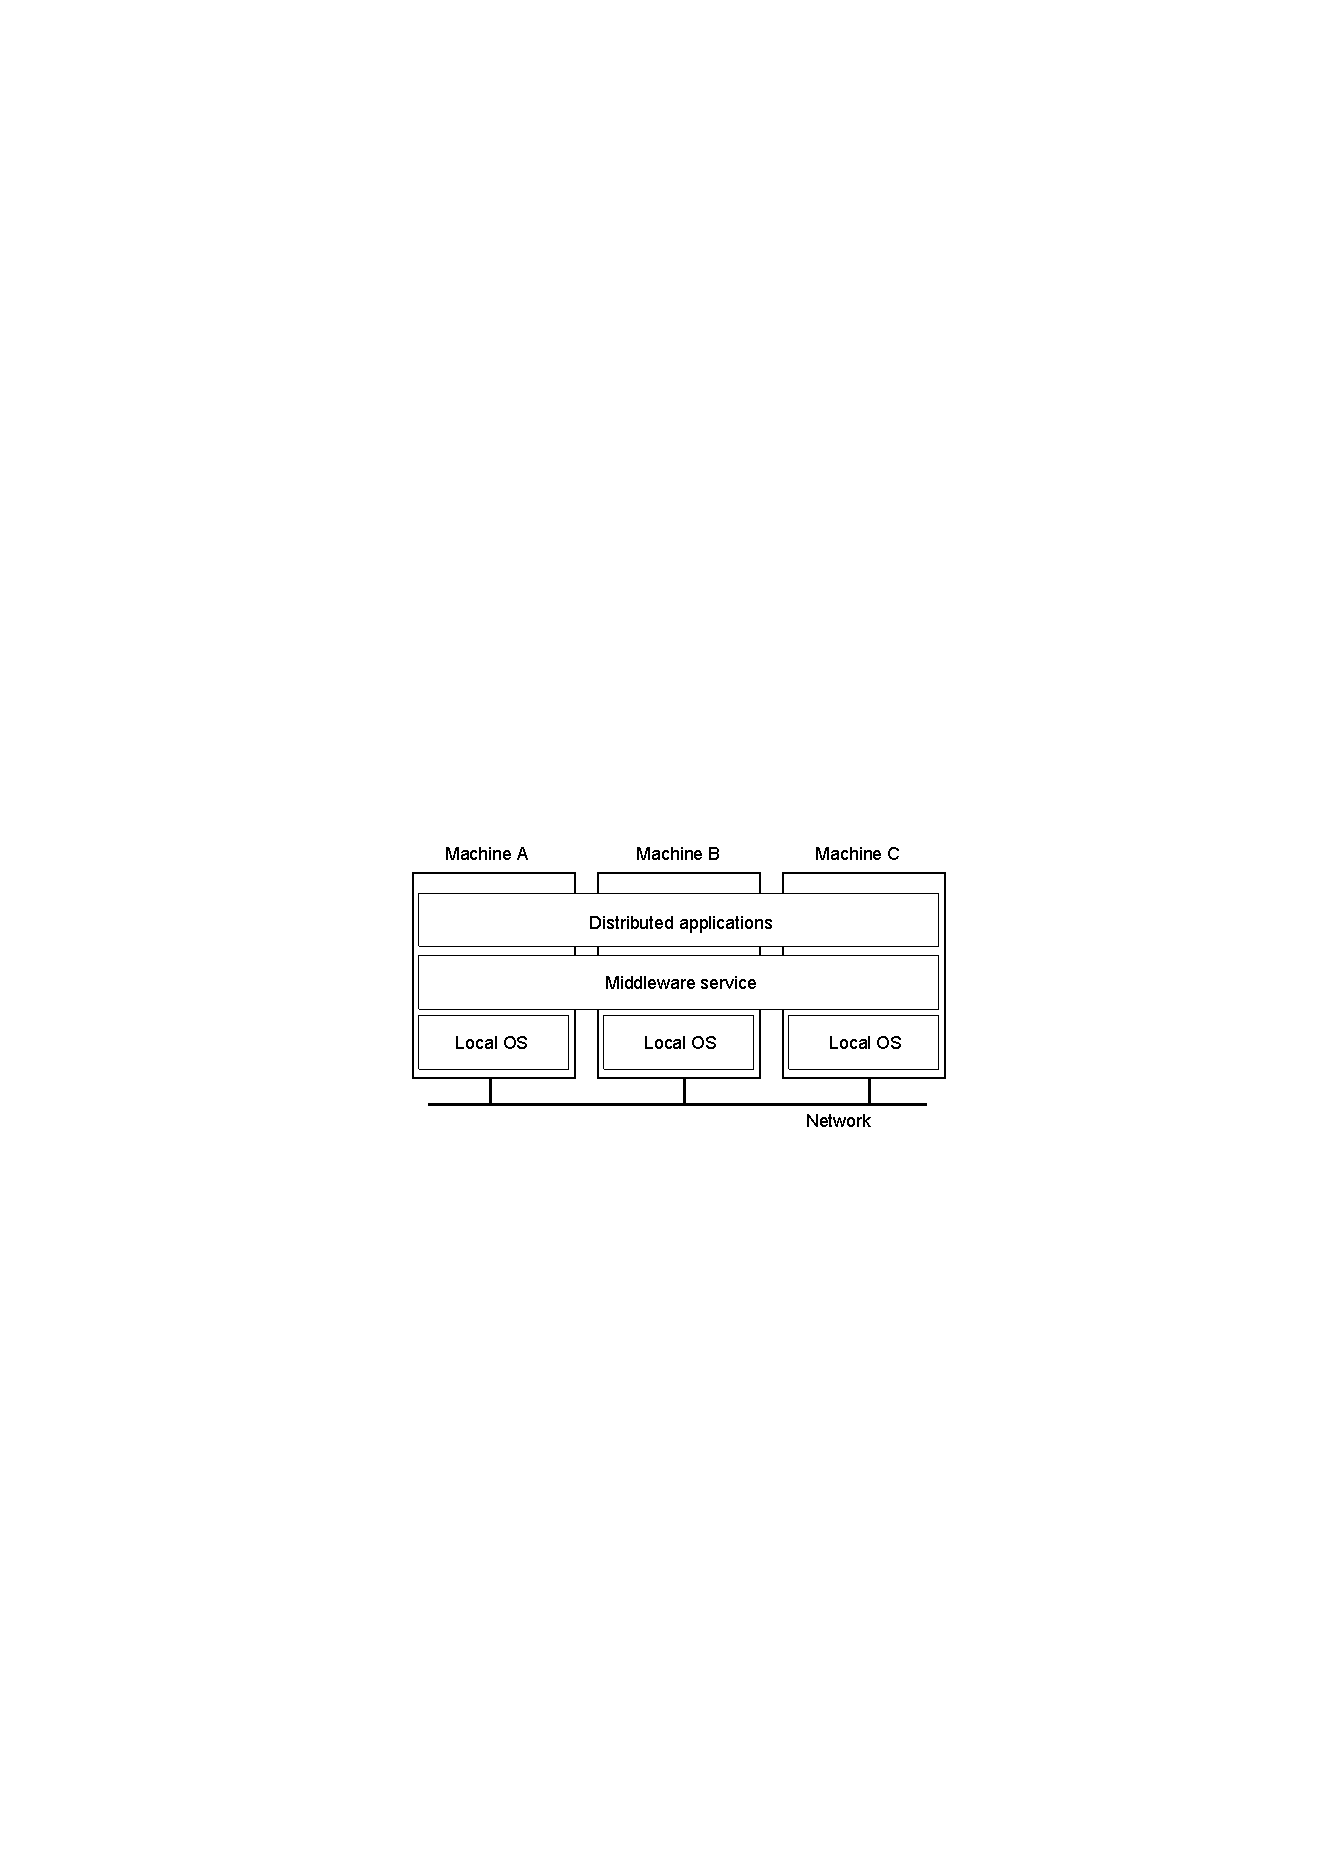 Machine A
Machine B
Machine C
Distributed applications
Middleware service
Local OS
Local OS
Local OS
Network